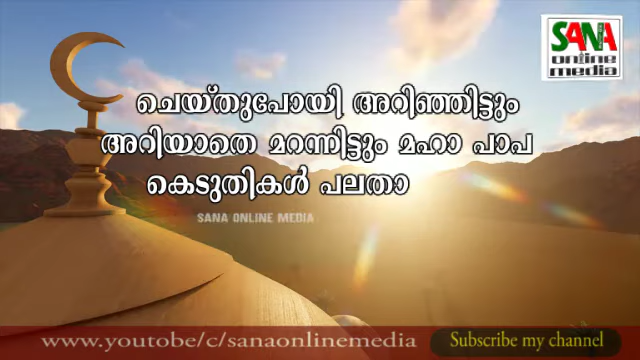 SANA
online
media
ചെയ്തുപോയി അറിഞ്ഞിട്ടും
അറിയാതെ മറന്നിട്ടും മഹാ പാപ
കെടുതികൾ പലതാ
SANA ONLINE MEDIA
www.youtobe/c/sanaonlinemedia
Subscribe my channel